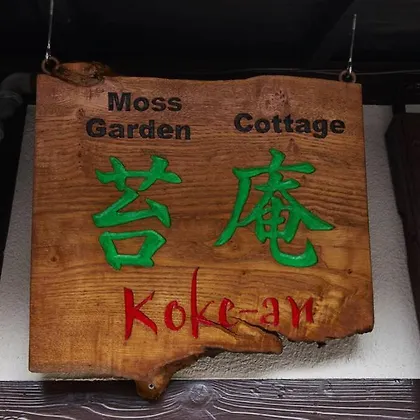 Moss
Garden Cottage
苔庵
Koke-an